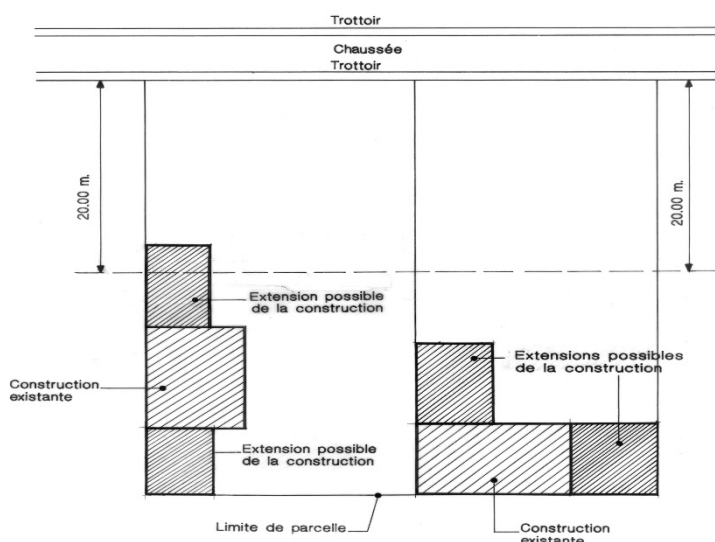 Trottoir
Chaussée
Trottoir
20.00 m.
20.00 m.
Extension possible
de la construction
Extensions possibles
de la construction
Construction
existante
Extension possible
de la construction
Limite de parcelle
Construction
existante